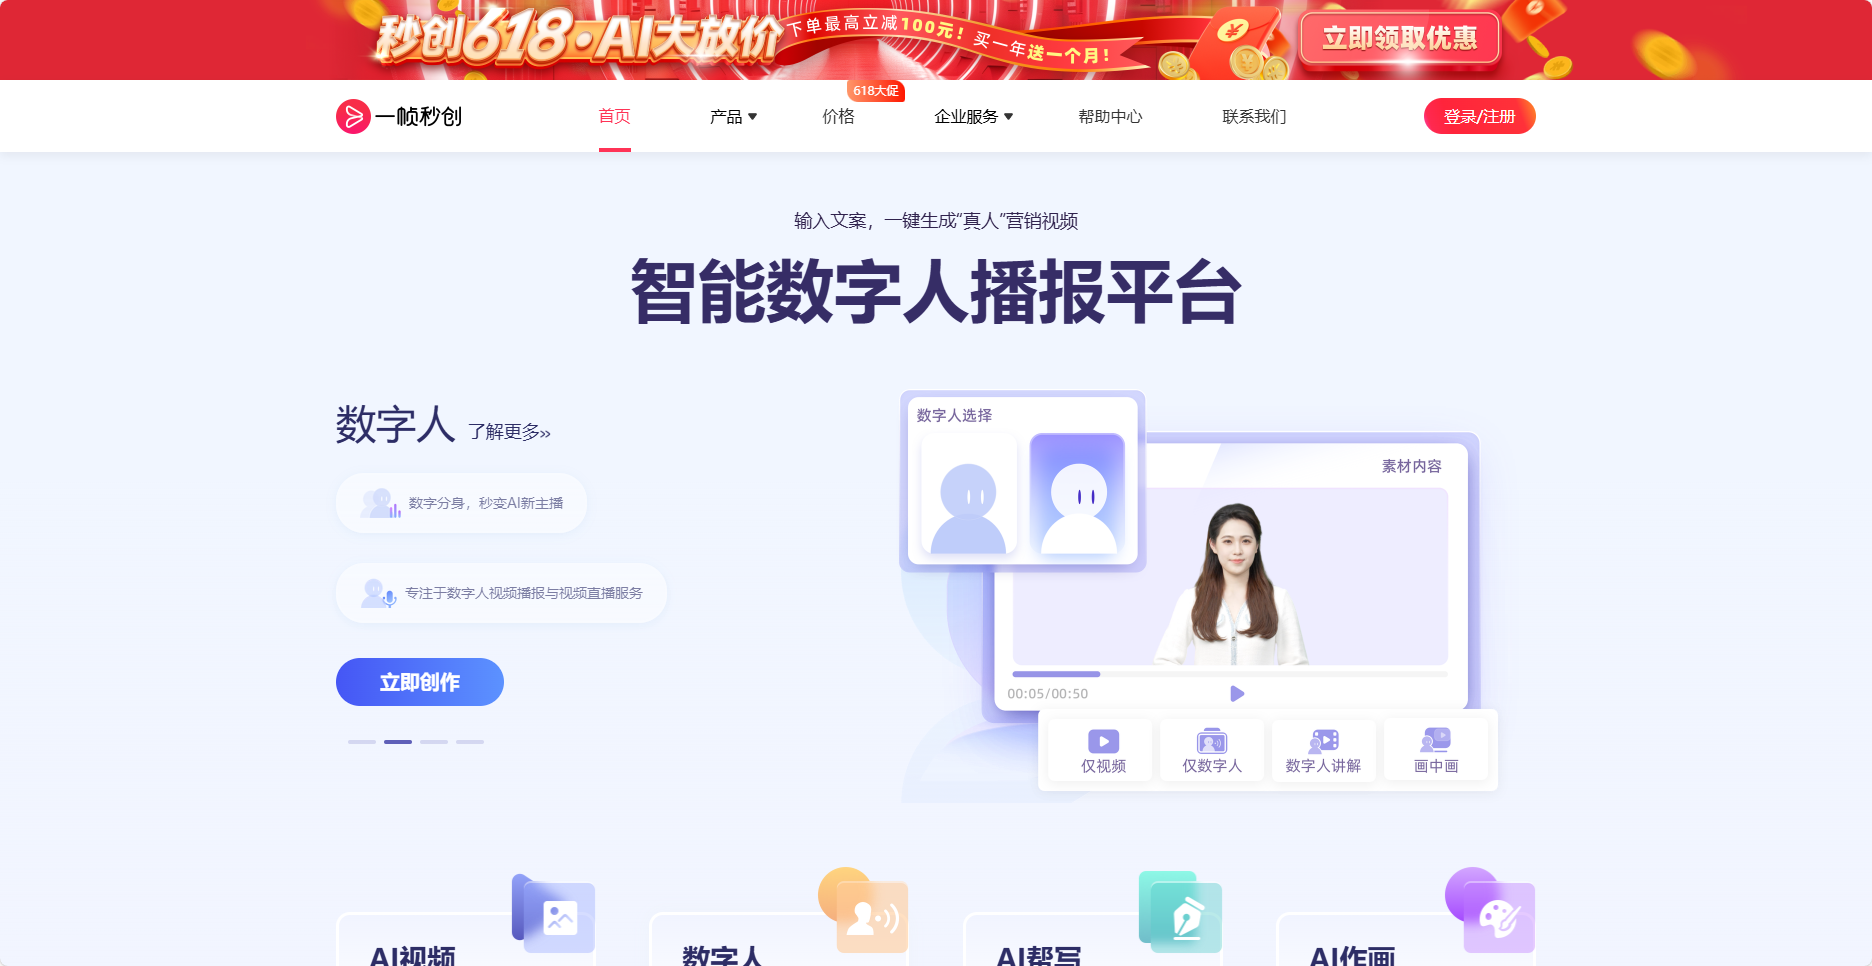 秒创618·AI大放价
下单最高立减100元！买一年送一个月！
立即领取优惠
618大促
一帧秒创
首页
产品
价格
企业服务
帮助中心
联系我们
登录/注册
输入文案，一键生成“真人”营销视频
智能数字人播报平台
数字人 了解更多»
数字分身，秒变AI新主播
专注于数字人视频播报与视频直播服务
立即创作
数字人选择
素材内容
00:05/00:50
仅视频
仅数字人
数字人讲解
画中画
AI视频
数字人
AI帮写
AI作画